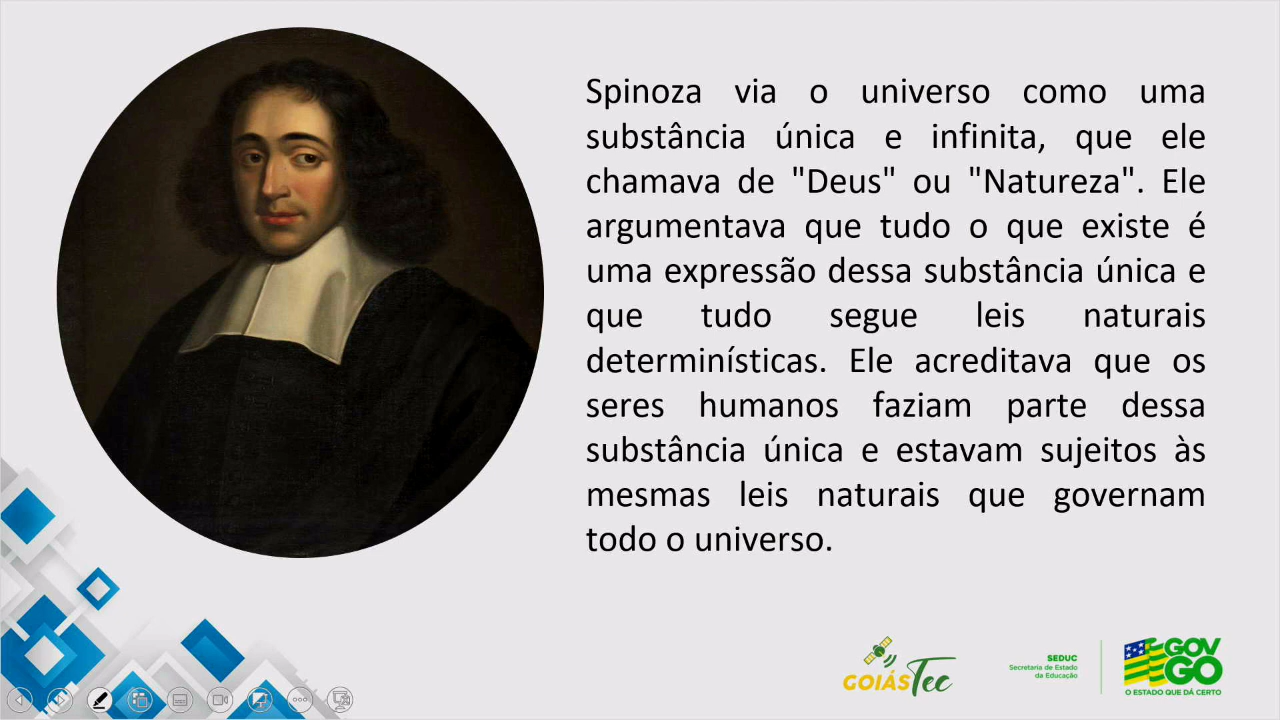 Spinoza via o universo como uma
substância única e infinita, que ele
chamava de "Deus" ou "Natureza". Ele
argumentava que tudo o que existe é
uma expressão dessa substância única e
que tudo segue leis naturais
determinísticas. Ele acreditava que os
seres humanos faziam parte dessa
substância única e estavam sujeitos às
mesmas leis naturais que governam
todo o universo.
GOIÁSTec
SEDUC
Secretaria de Estado
da Educação
GOV
GO
O ESTADO QUE DÁ CERTO